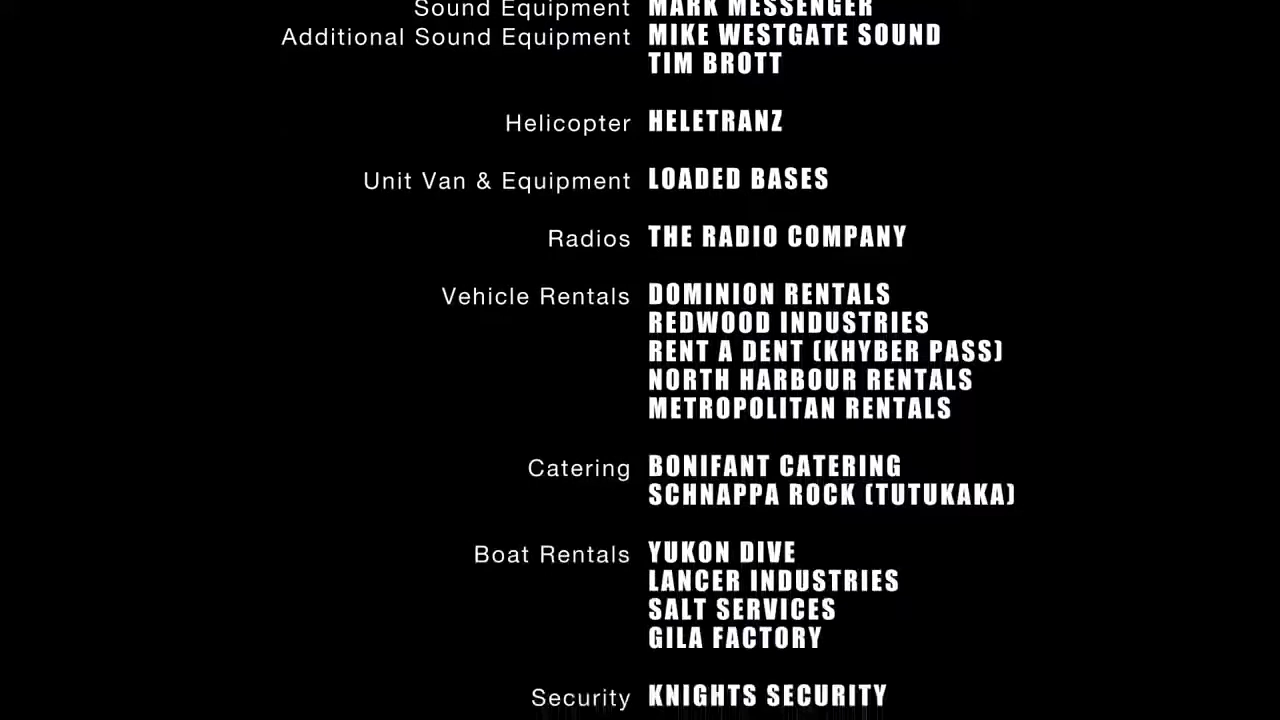 Sound Equipment MARK MESSENGER
Additional Sound Equipment MIKE WESTGATE SOUND
TIM BROTT
Helicopter HELETRANZ
Unit Van & Equipment LOADED BASES
Radios THE RADIO COMPANY
Vehicle Rentals DOMINION RENTALS
REDWOOD INDUSTRIES
RENT A DENT (KHYBER PASS)
NORTH HARBOUR RENTALS
METROPOLITAN RENTALS
Catering BONIFANT CATERING
SCHNAPPA ROCK (TUTUKAKA)
Boat Rentals YUKON DIVE
LANCER INDUSTRIES
SALT SERVICES
GILA FACTORY
Security KNIGHTS SECURITY